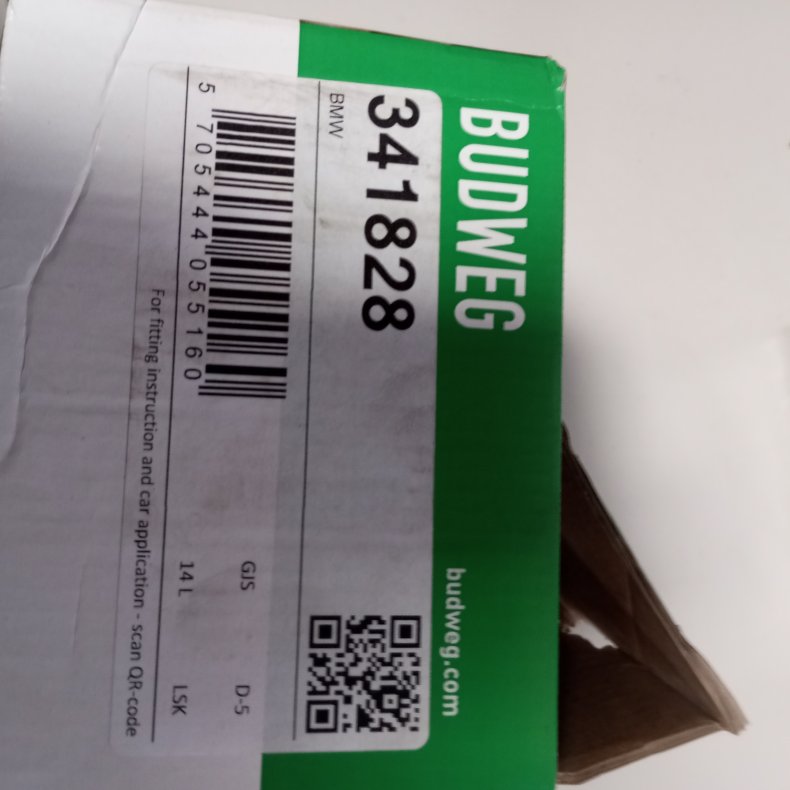 BUDWEG
budweg.com
341828
BMW
5 705444 055160
GJS
D-5
14 L
LSK
For fitting instruction and car application - scan QR-code